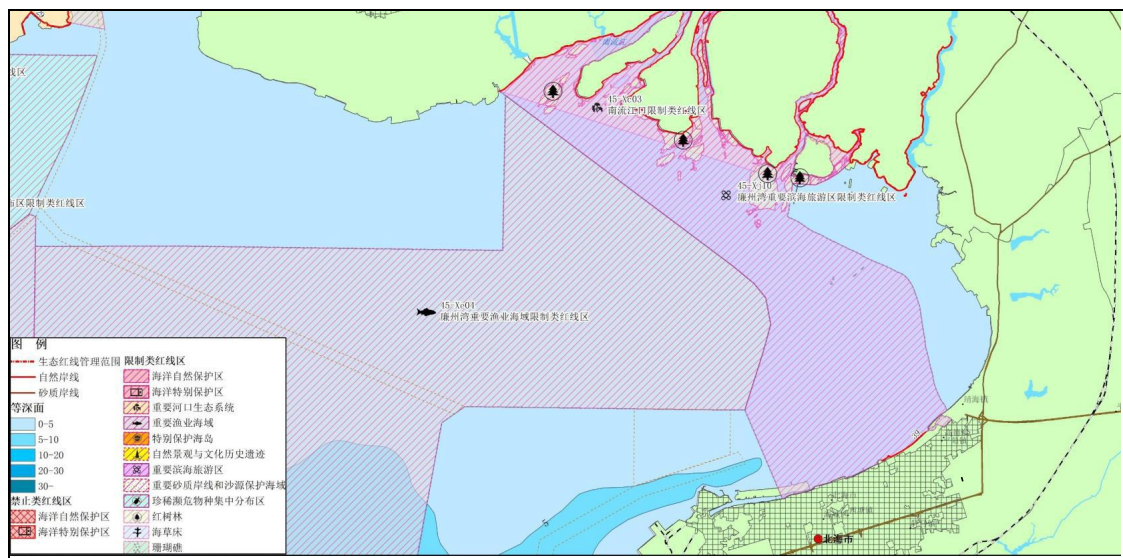 45-Xc03
南流江口限制类红线区
线区
45-Xj10
廉州湾重要滨海旅游区限制类红线区
布区限制类红线区
45-Xe04
廉州湾重要渔业海域限制类红线区
图 例
生态红线管理范围
自然岸线
砂质岸线
等深面
0-5
5-10
10-20
20-30
30-
禁止类红线区
海洋自然保护区
海洋特别保护区
限制类红线区
海洋自然保护区
海洋特别保护区
重要河口生态系统
重要渔业海域
特别保护海岛
自然景观与文化历史遗迹
重要滨海旅游区
重要砂质岸线和沙源保护海域
珍稀濒危物种集中分布区
红树林
海草床
珊瑚礁
北海市